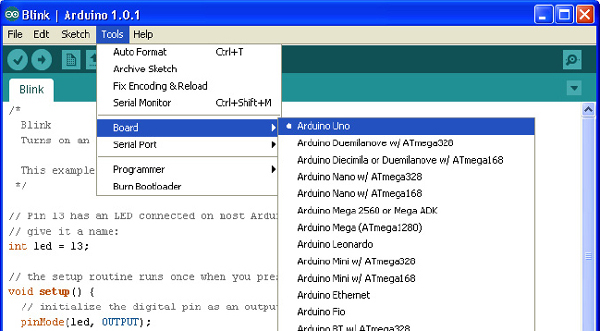 Blink | Arduino 1.0.1
File Edit Sketch Tools Help
Auto Format Ctrl+T
Archive Sketch
Fix Encoding & Reload
Serial Monitor Ctrl+Shift+M
Board
Serial Port
Programmer
Burn Bootloader
Arduino Uno
Arduino Duemilanove w/ ATmega328
Arduino Diecimila or Duemilanove w/ ATmega168
Arduino Nano w/ ATmega328
Arduino Nano w/ ATmega168
Arduino Mega 2560 or Mega ADK
Arduino Mega (ATmega1280)
Arduino Leonardo
Arduino Mini w/ ATmega328
Arduino Mini w/ ATmega168
Arduino Ethernet
Arduino Fio
Arduino BT w/ ATmega328
Blink
/*
Blink
Turns on an
This example
*/
// Pin 13 has an LED connected on most Ardu
// give it a name:
int led = 13;
// the setup routine runs once when you pre
void setup() {
// initialize the digital pin as an output
pinMode(led, OUTPUT);